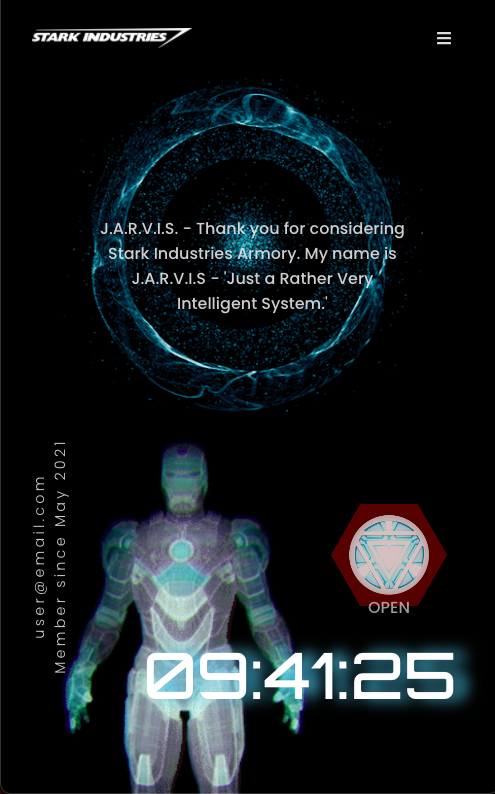 STARK INDUSTRIES
J.A.R.V.I.S. - Thank you for considering
Stark Industries Armory. My name is
J.A.R.V.I.S - 'Just a Rather Very
Intelligent System.'
user@email.com
Member since May 2021
OPEN
09:41:25